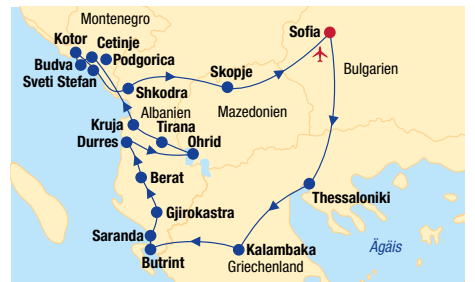 Montenegro
Kotor
Cetinje
Sofia
Podgorica
Budva
Sveti Stefan
Skopje
Bulgarien
Shkodra
Albanien
Mazedonien
Kruja
Tirana
Durres
Ohrid
Berat
Thessaloniki
Gjirokastra
Saranda
Kalambaka
Ägäis
Butrint
Griechenland